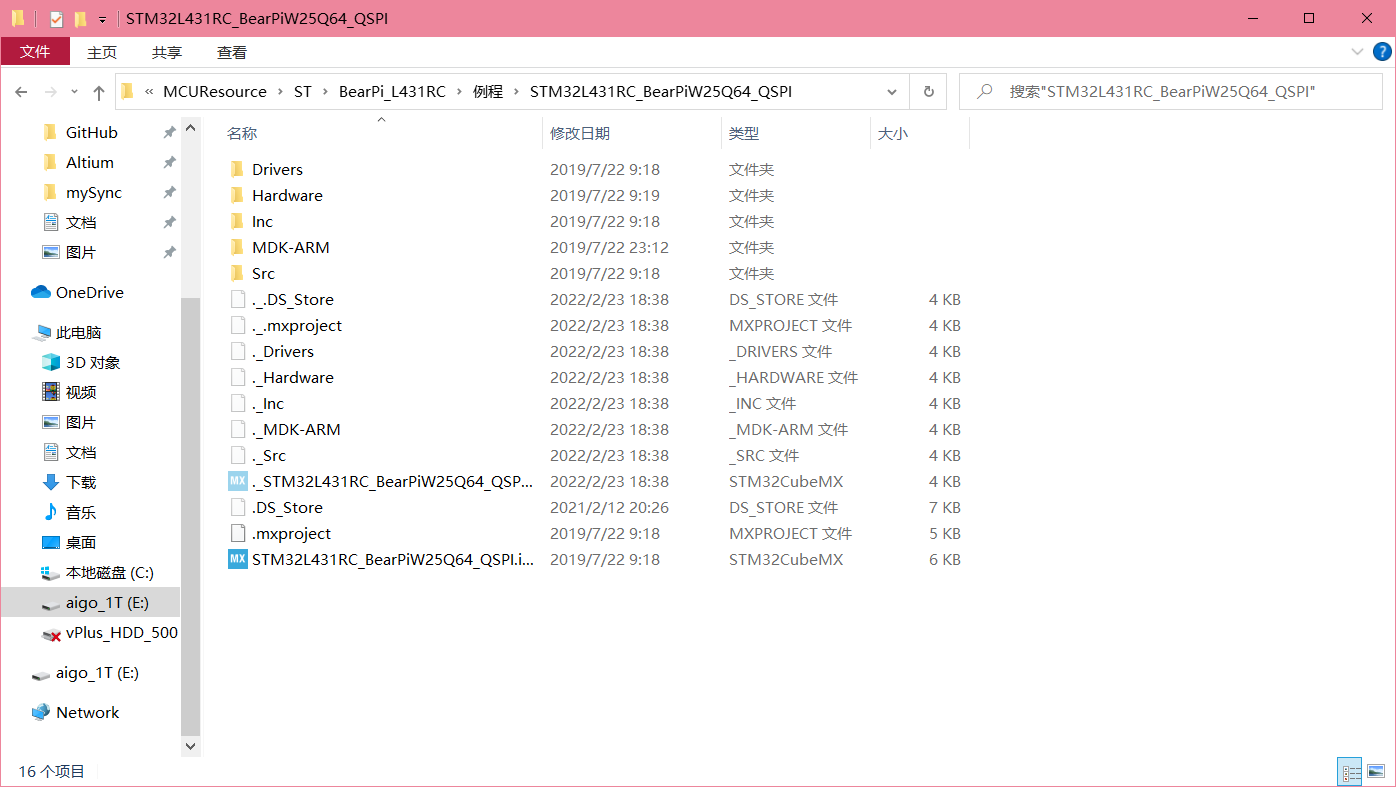 STM32L431RC_BearPiW25Q64_QSPI
文件 主页 共享 查看
« MCUResource › ST › BearPi_L431RC › 例程 › STM32L431RC_BearPiW25Q64_QSPI
搜索"STM32L431RC_BearPiW25Q64_QSPI"
GitHub
Altium
mySync
文档
图片
OneDrive
此电脑
3D 对象
视频
图片
文档
下载
音乐
桌面
本地磁盘 (C:)
aigo_1T (E:)
vPlus_HDD_500
aigo_1T (E:)
Network
名称 修改日期 类型 大小
Drivers 2019/7/22 9:18 文件夹
Hardware 2019/7/22 9:19 文件夹
Inc 2019/7/22 9:18 文件夹
MDK-ARM 2019/7/22 23:12 文件夹
Src 2019/7/22 9:18 文件夹
._.DS_Store 2022/2/23 18:38 DS_STORE 文件 4 KB
._.mxproject 2022/2/23 18:38 MXPROJECT 文件 4 KB
._Drivers 2022/2/23 18:38 _DRIVERS 文件 4 KB
._Hardware 2022/2/23 18:38 _HARDWARE 文件 4 KB
._Inc 2022/2/23 18:38 _INC 文件 4 KB
._MDK-ARM 2022/2/23 18:38 _MDK-ARM 文件 4 KB
._Src 2022/2/23 18:38 _SRC 文件 4 KB
MX ._STM32L431RC_BearPiW25Q64_QSP... 2022/2/23 18:38 STM32CubeMX 4 KB
.DS_Store 2021/2/12 20:26 DS_STORE 文件 7 KB
.mxproject 2019/7/22 9:18 MXPROJECT 文件 5 KB
MX STM32L431RC_BearPiW25Q64_QSPI.i... 2019/7/22 9:18 STM32CubeMX 6 KB
16 个项目